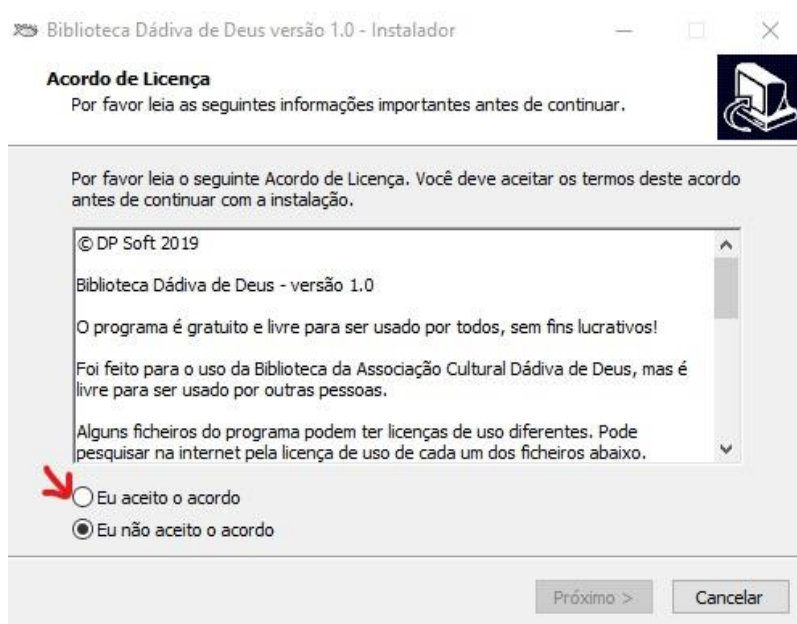 Biblioteca Dádiva de Deus versão 1.0 - Instalador
Acordo de Licença
Por favor leia as seguintes informações importantes antes de continuar.
Por favor leia o seguinte Acordo de Licença. Você deve aceitar os termos deste acordo
antes de continuar com a instalação.
© DP Soft 2019
Biblioteca Dádiva de Deus - versão 1.0
O programa é gratuito e livre para ser usado por todos, sem fins lucrativos!
Foi feito para o uso da Biblioteca da Associação Cultural Dádiva de Deus, mas é
livre para ser usado por outras pessoas.
Alguns ficheiros do programa podem ter licenças de uso diferentes. Pode
pesquisar na internet pela licença de uso de cada um dos ficheiros abaixo.
Eu aceito o acordo
Eu não aceito o acordo
Próximo >
Cancelar